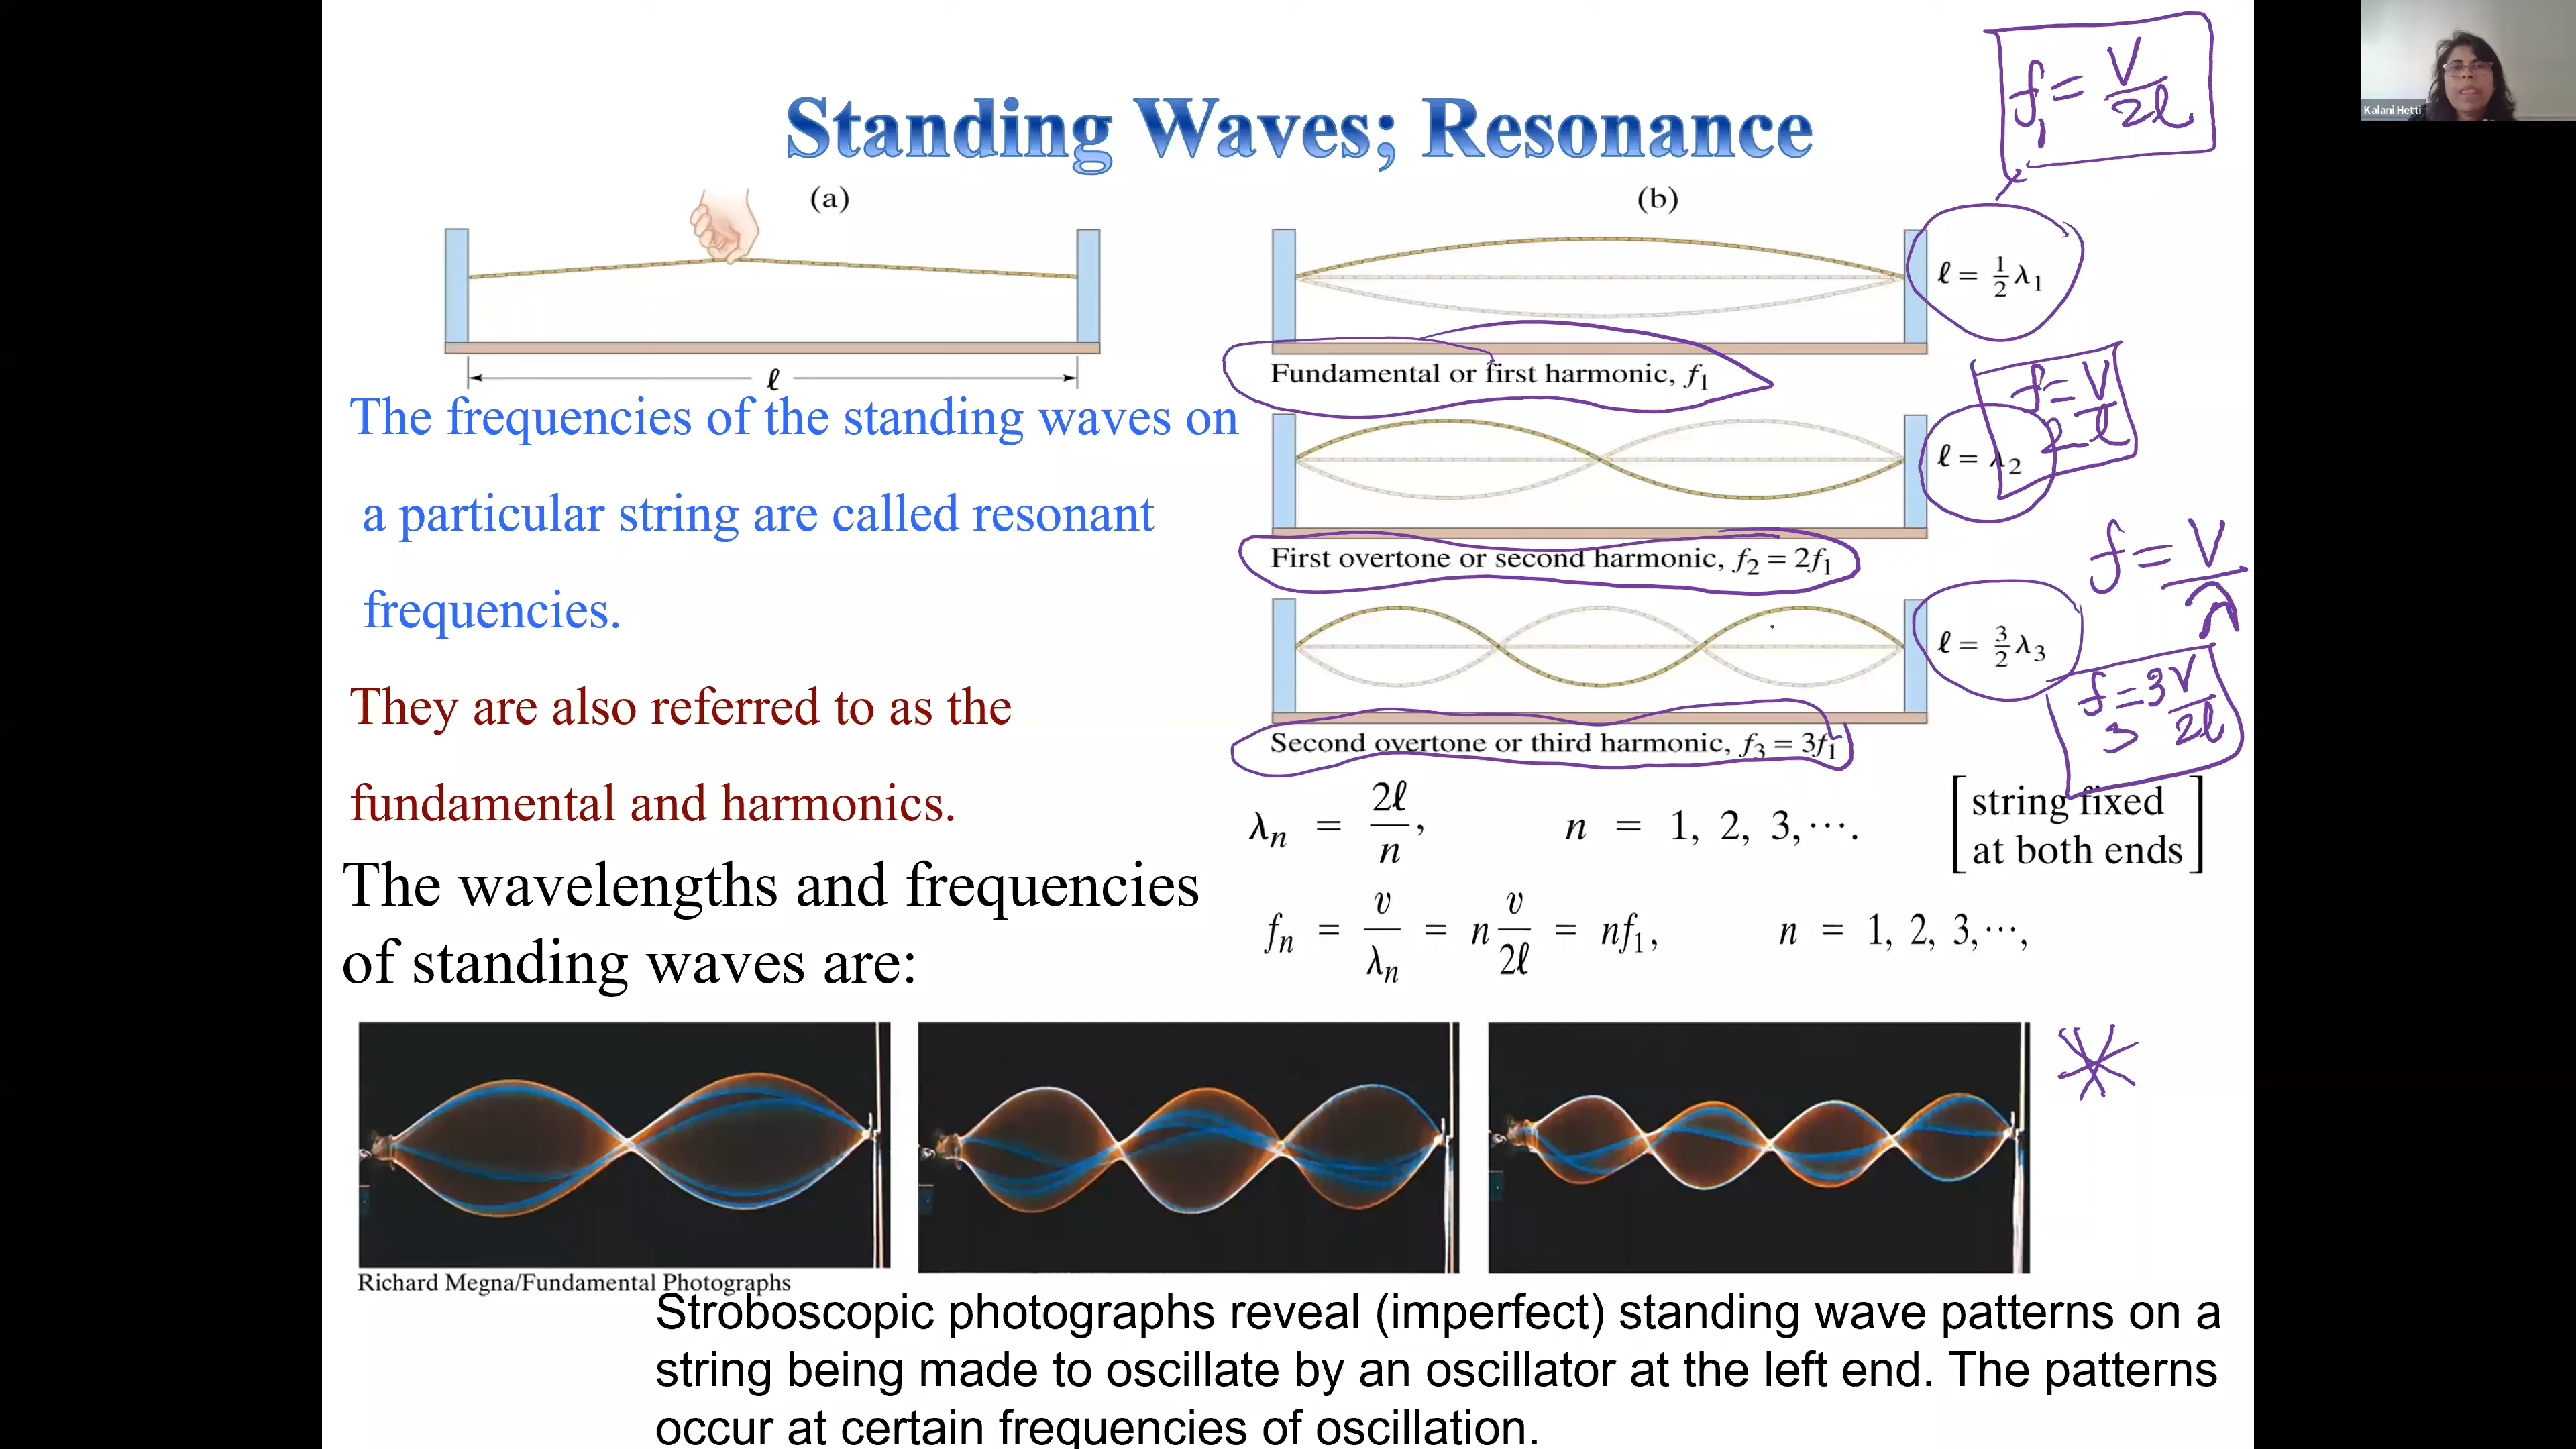 Standing Waves; Resonance
f₁ = V/2ℓ
Kalani Hetti
(a)
(b)
ℓ
ℓ = 1/2 λ₁
Fundamental or first harmonic, f₁
f₂ = V/ℓ
ℓ = λ₂
First overtone or second harmonic, f₂ = 2f₁
f = V/λ
ℓ = 3/2 λ₃
f₃ = 3V/2ℓ
Second overtone or third harmonic, f₃ = 3f₁
The frequencies of the standing waves on
a particular string are called resonant
frequencies.
They are also referred to as the
fundamental and harmonics.
The wavelengths and frequencies
of standing waves are:
λₙ = 2ℓ/n, n = 1, 2, 3, ⋯.
[string fixed
at both ends]
fₙ = v/λₙ = n v/2ℓ = nf₁, n = 1, 2, 3, ⋯,
Richard Megna/Fundamental Photographs
Stroboscopic photographs reveal (imperfect) standing wave patterns on a
string being made to oscillate by an oscillator at the left end. The patterns
occur at certain frequencies of oscillation.